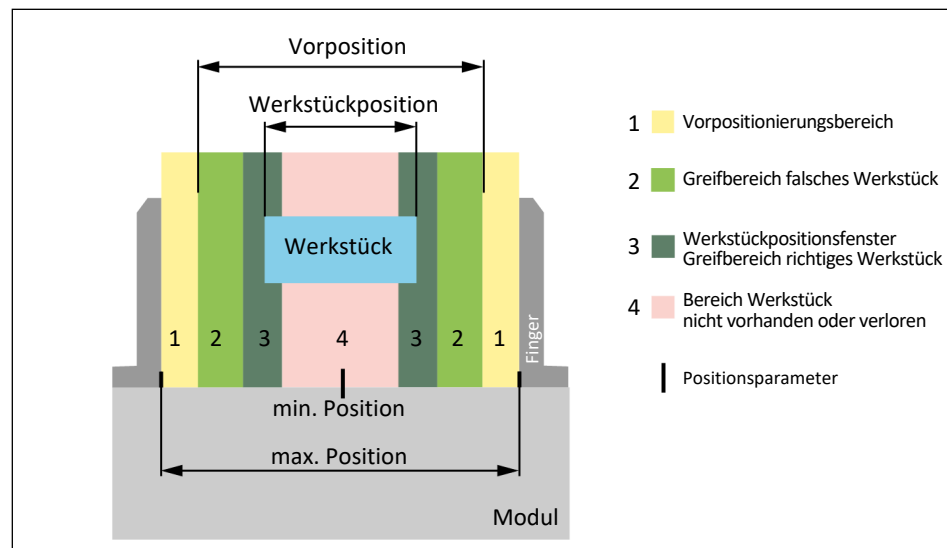 Vorposition
Werkstückposition
Werkstück
1 2 3 4 3 2 1
Finger
min. Position
max. Position
Modul
1 Vorpositionierungsbereich
2 Greifbereich falsches Werkstück
3 Werkstückpositionsfenster
Greifbereich richtiges Werkstück
4 Bereich Werkstück
nicht vorhanden oder verloren
Positionsparameter